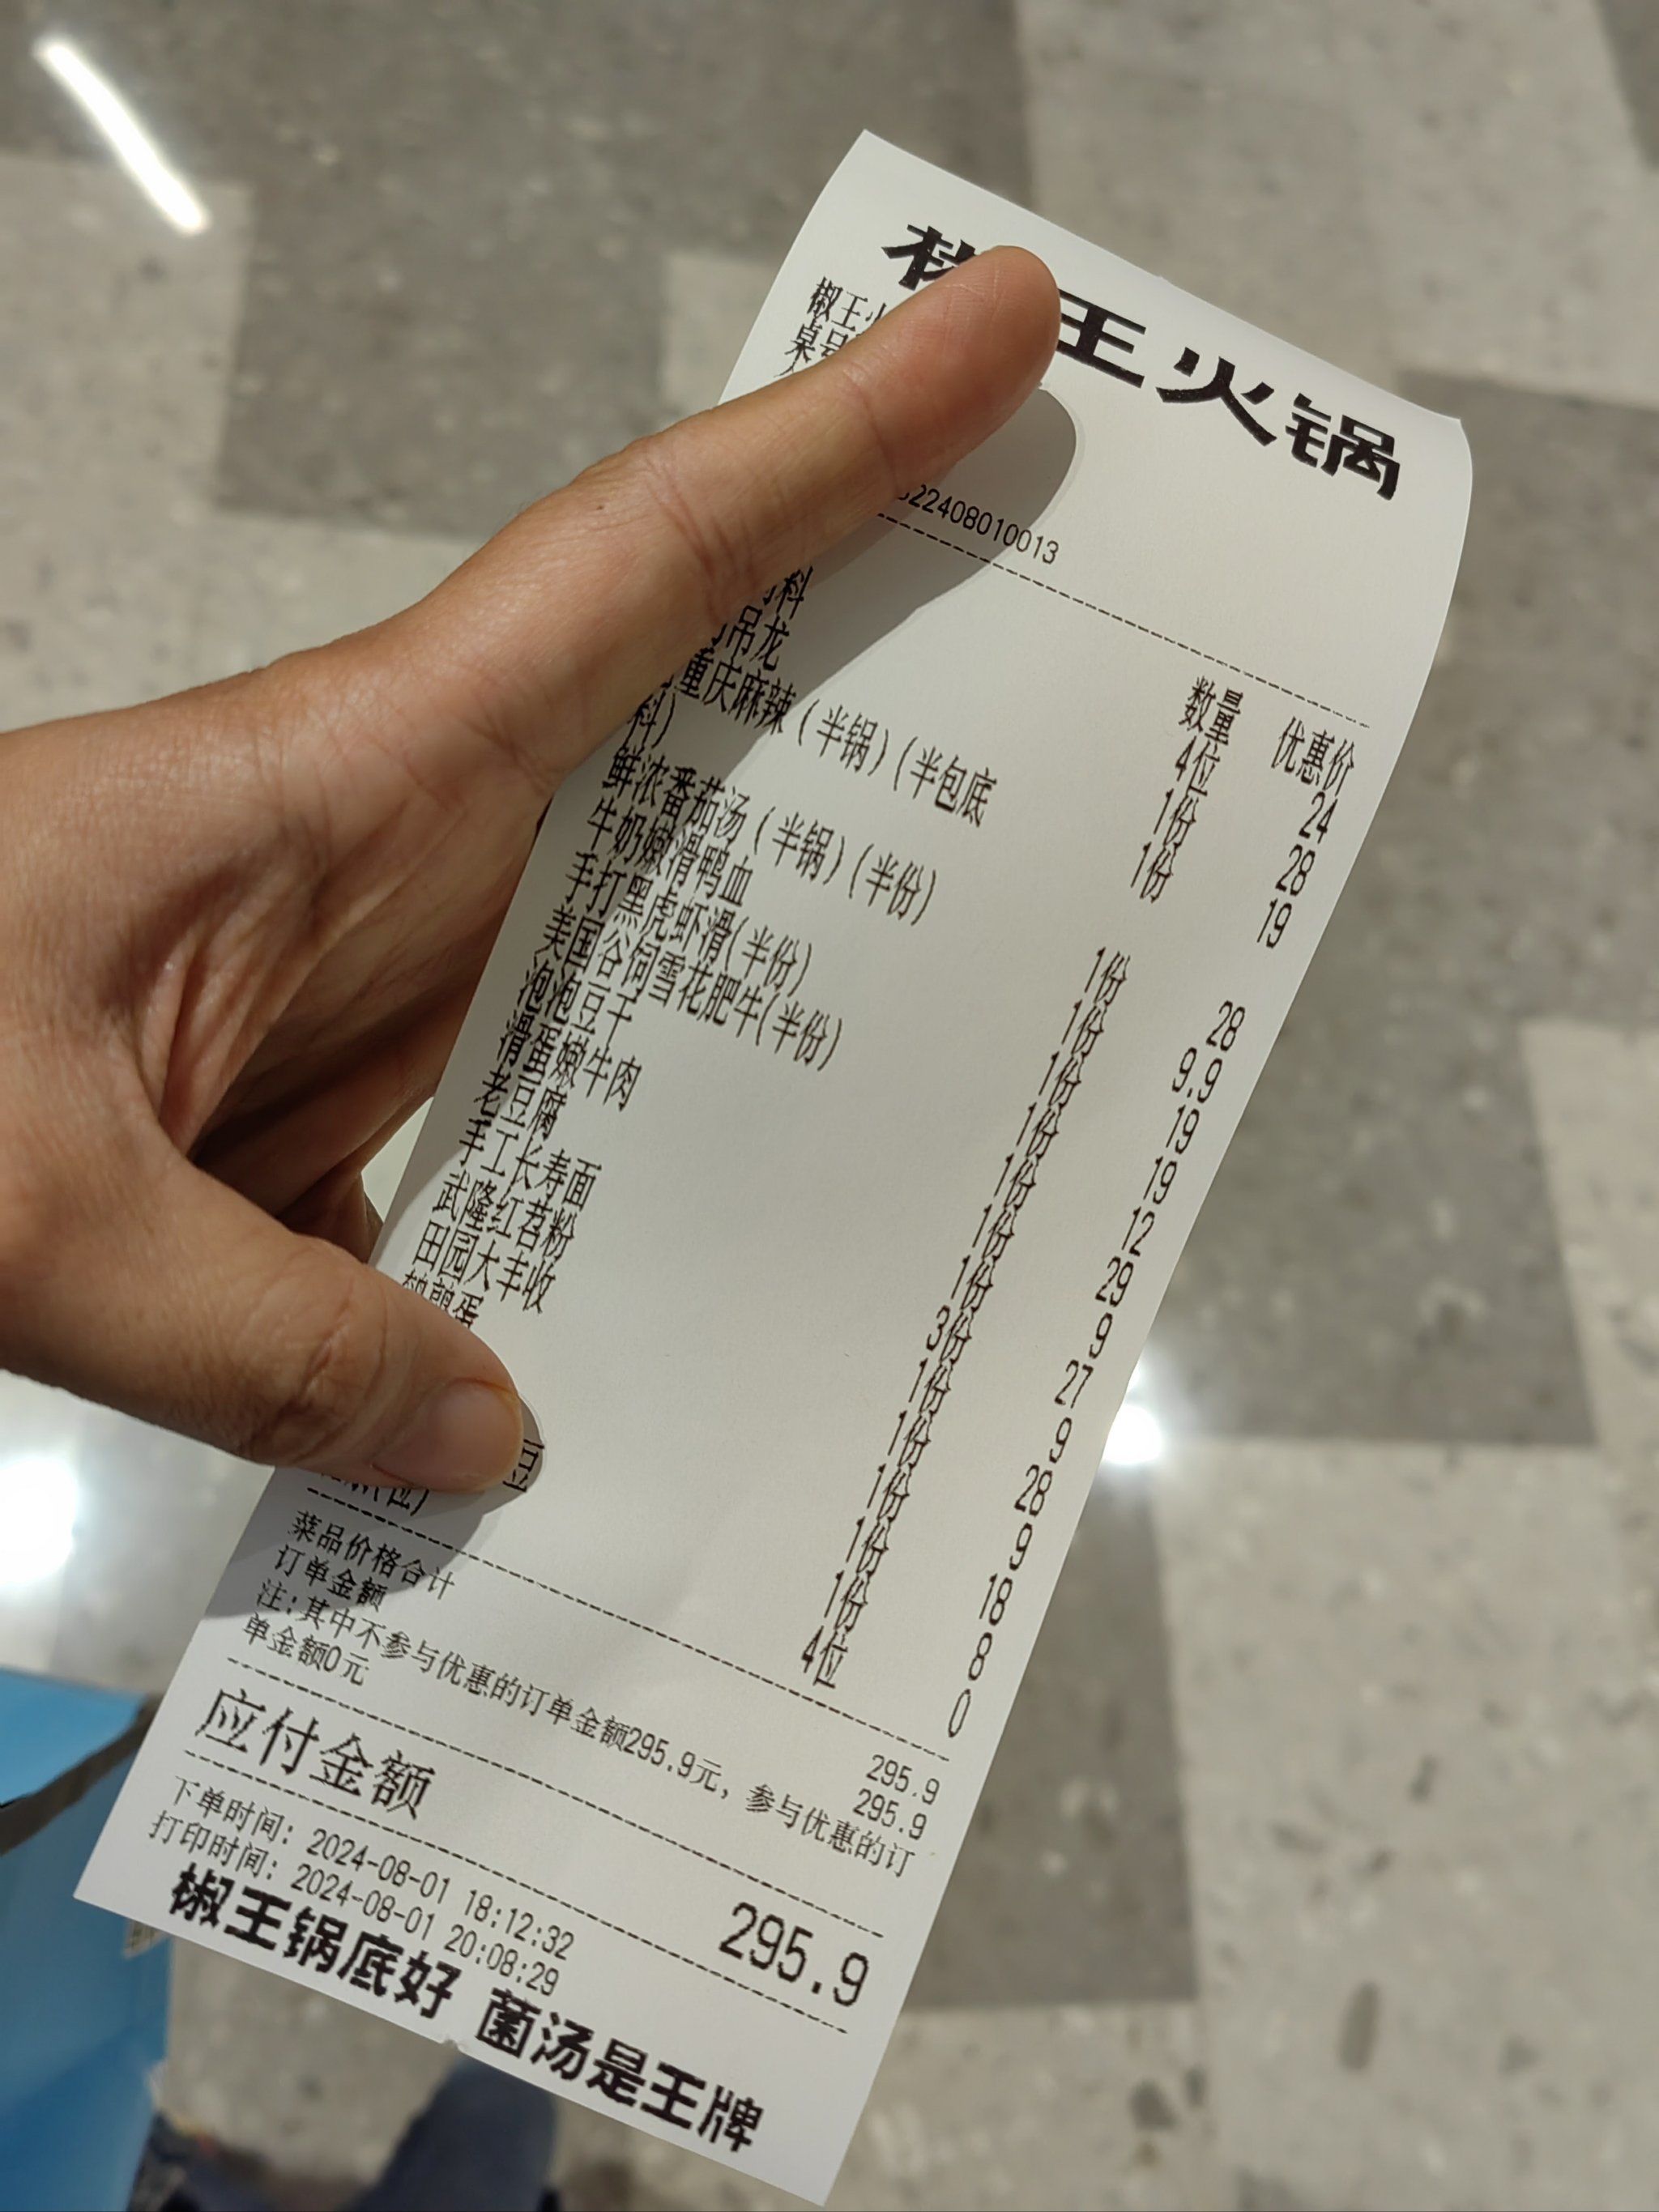 王火锅
椒王
桌号
22408010013
数量 优惠价
料 4位 24
吊龙 1份 28
重庆麻辣(半锅)(半包底 1份 19
料)
鲜浓番茄汤(半锅)(半份) 1份 28
牛奶嫩滑鸭血 1份 9.9
手打黑虎虾滑(半份) 1份 19
美国谷饲雪花肥牛(半份) 1份 19
泡泡豆干 1份 12
滑蛋嫩牛肉 1份 29
老豆腐 1份 9
手工长寿面 3份 27
武隆红苕粉 1份 9
田园大丰收 1份 28
鹌鹑蛋 1份 9
1份 18
豆 1份 8
(位) 4位 0
菜品价格合计 295.9
订单金额 295.9
注:其中不参与优惠的订单金额295.9元,参与优惠的订
单金额0元
应付金额 295.9
下单时间: 2024-08-01 18:12:32
打印时间: 2024-08-01 20:08:29
椒王锅底好 菌汤是王牌